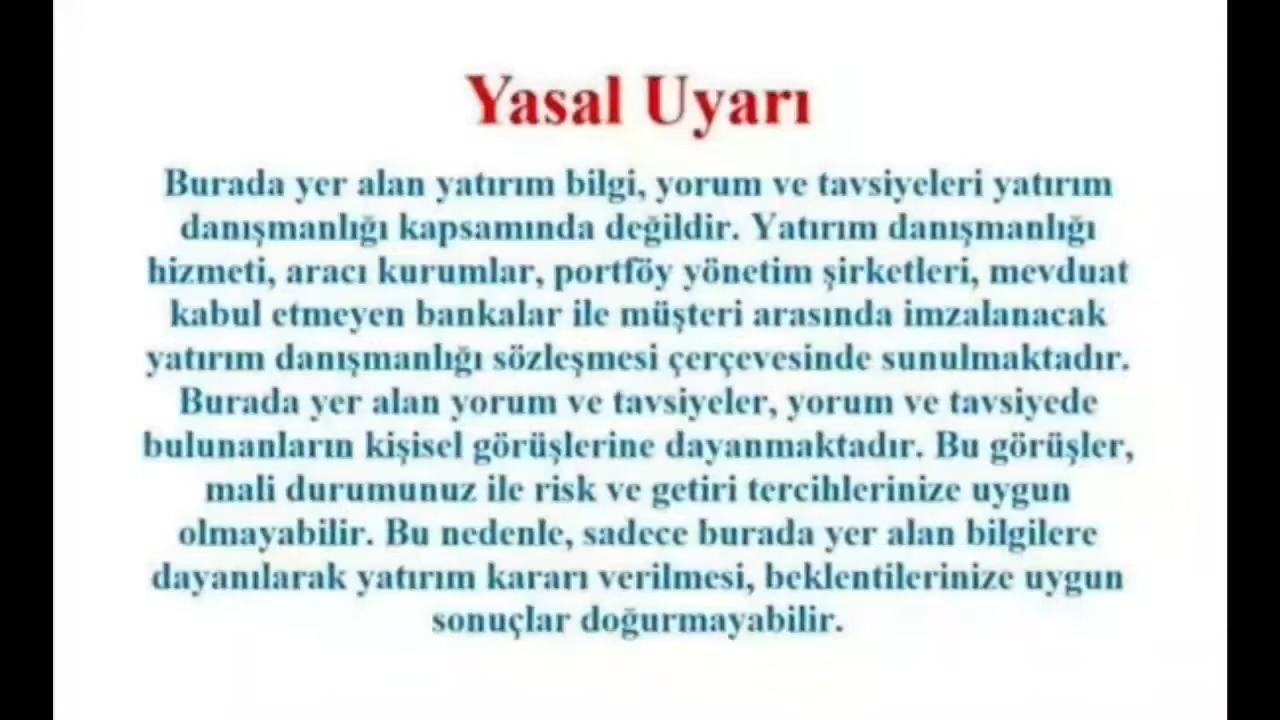 Yasal Uyarı
Burada yer alan yatırım bilgi, yorum ve tavsiyeleri yatırım
danışmanlığı kapsamında değildir. Yatırım danışmanlığı
hizmeti, aracı kurumlar, portföy yönetim şirketleri, mevduat
kabul etmeyen bankalar ile müşteri arasında imzalanacak
yatırım danışmanlığı sözleşmesi çerçevesinde sunulmaktadır.
Burada yer alan yorum ve tavsiyeler, yorum ve tavsiyede
bulunanların kişisel görüşlerine dayanmaktadır. Bu görüşler,
mali durumunuz ile risk ve getiri tercihlerinize uygun
olmayabilir. Bu nedenle, sadece burada yer alan bilgilere
dayanılarak yatırım kararı verilmesi, beklentilerinize uygun
sonuçlar doğurmayabilir.